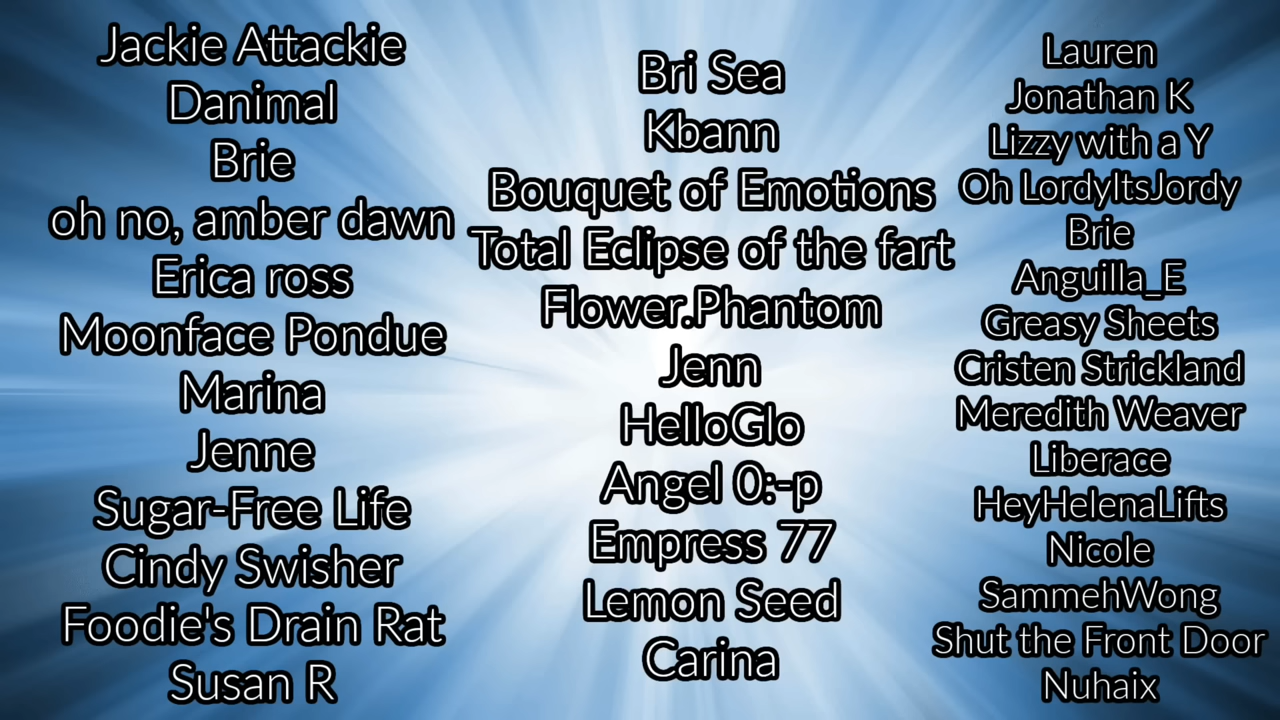 Jackie Attackie
Danimal
Brie
oh no, amber dawn
Erica ross
Moonface Pondue
Marina
Jenne
Sugar-Free Life
Cindy Swisher
Foodie's Drain Rat
Susan R
Bri Sea
Kbann
Bouquet of Emotions
Total Eclipse of the fart
Flower.Phantom
Jenn
HelloGlo
Angel 0:-p
Empress 77
Lemon Seed
Carina
Lauren
Jonathan K
Lizzy with a Y
Oh LordyItsJordy
Brie
Anguilla_E
Greasy Sheets
Cristen Strickland
Meredith Weaver
Liberace
HeyHelenaLifts
Nicole
SammehWong
Shut the Front Door
Nuhaix